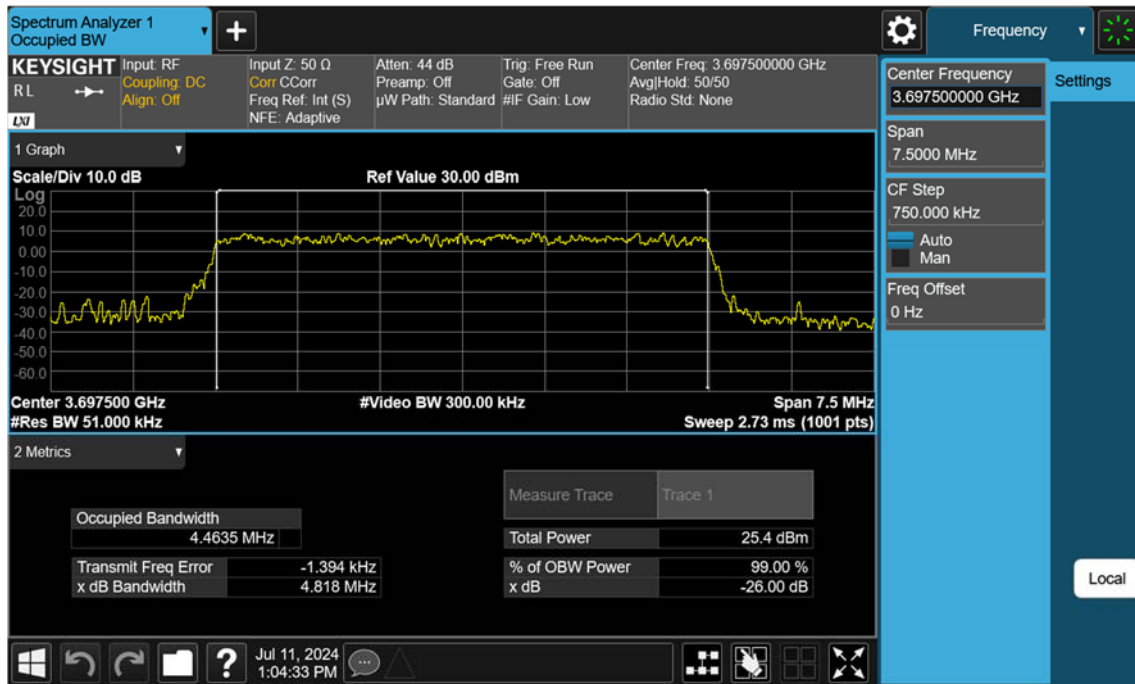 Spectrum Analyzer 1
Occupied BW
Frequency
KEYSIGHT
RL
LXI
Input: RF
Coupling: DC
Align: Off
Input Z: 50 Ω
Corr CCorr
Freq Ref: Int (S)
NFE: Adaptive
Atten: 44 dB
Preamp: Off
µW Path: Standard
Trig: Free Run
Gate: Off
#IF Gain: Low
Center Freq: 3.697500000 GHz
Avg|Hold: 50/50
Radio Std: None
Center Frequency
3.697500000 GHz
Settings
Span
7.5000 MHz
CF Step
750.000 kHz
Auto
Man
Freq Offset
0 Hz
Local
1 Graph
Scale/Div 10.0 dB
Ref Value 30.00 dBm
Log
20.0
10.0
0.00
-10.0
-20.0
-30.0
-40.0
-50.0
-60.0
Center 3.697500 GHz
#Video BW 300.00 kHz
Span 7.5 MHz
#Res BW 51.000 kHz
Sweep 2.73 ms (1001 pts)
2 Metrics
Measure Trace
Trace 1
Occupied Bandwidth
4.4635 MHz
Total Power
25.4 dBm
Transmit Freq Error
-1.394 kHz
% of OBW Power
99.00 %
x dB Bandwidth
4.818 MHz
x dB
-26.00 dB
?
Jul 11, 2024
1:04:33 PM